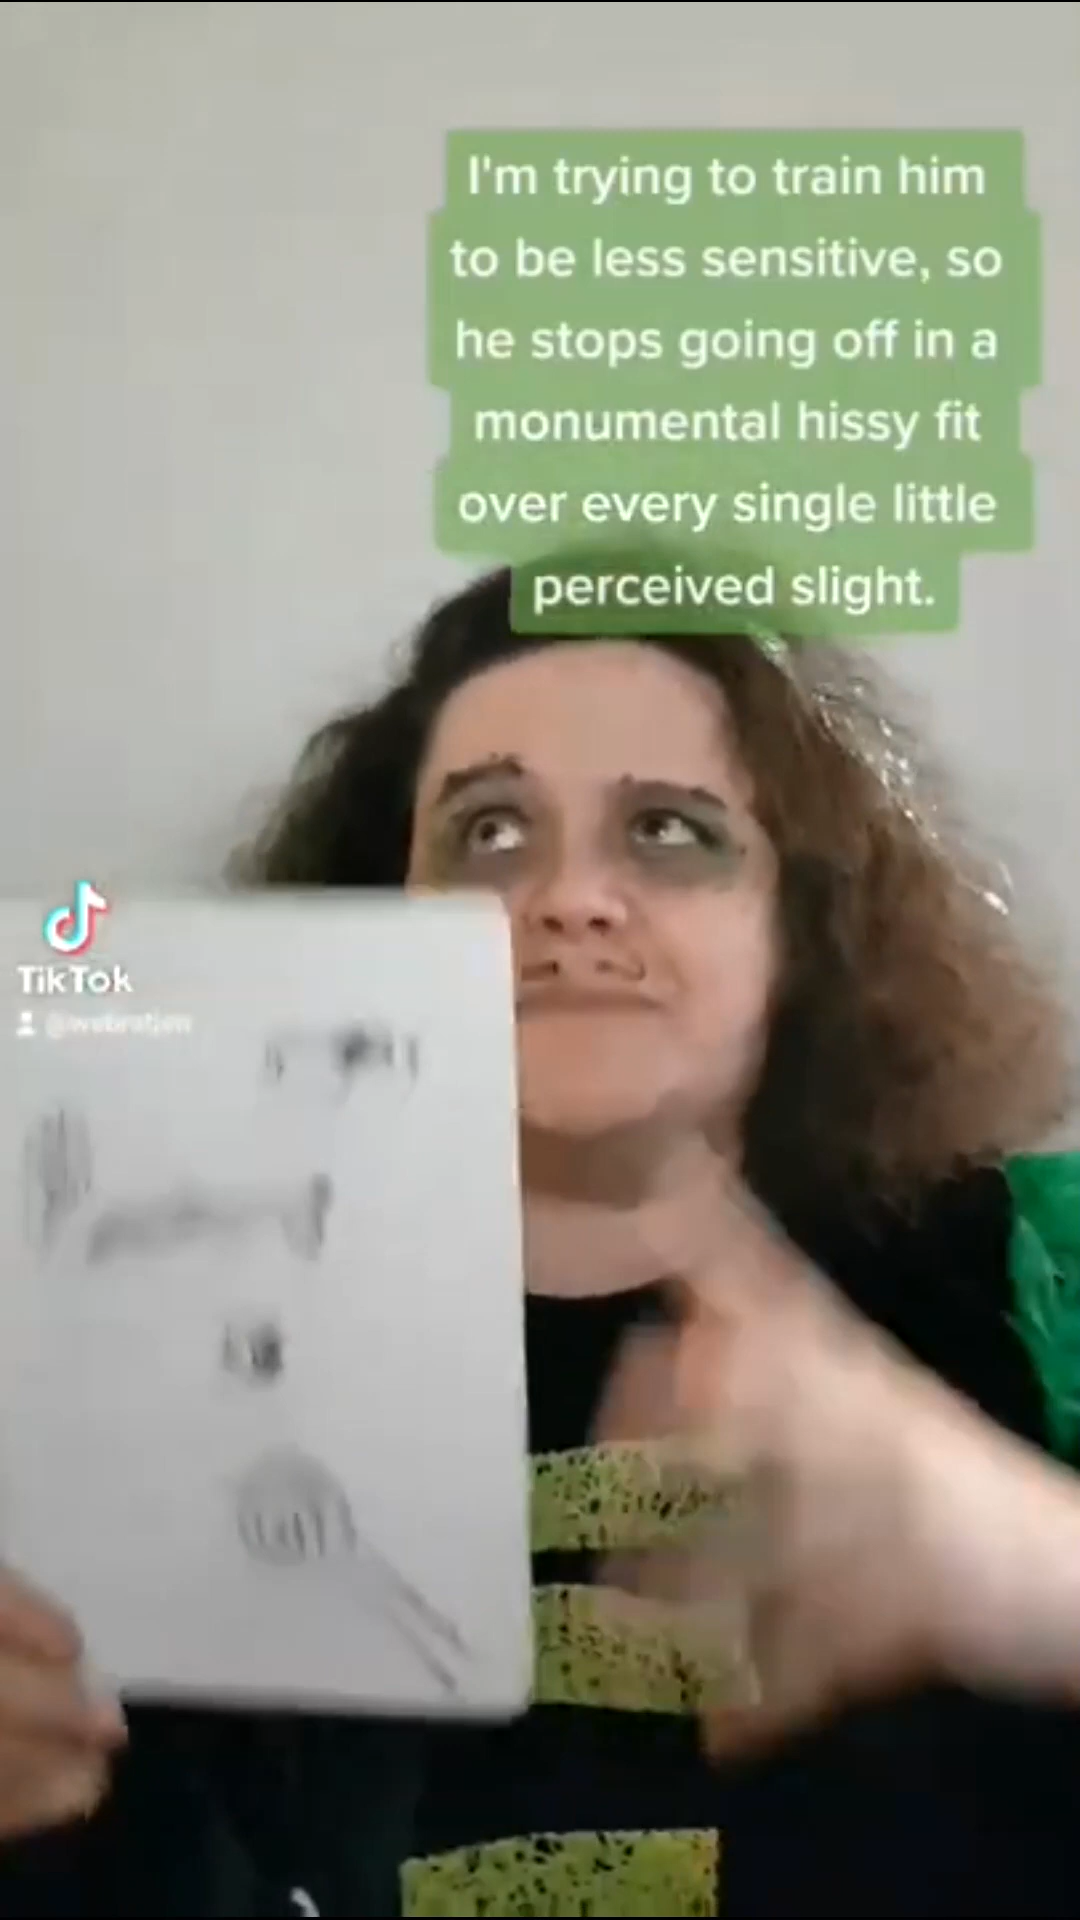 I'm trying to train him
to be less sensitive, so
he stops going off in a
monumental hissy fit
over every single little
perceived slight.
TikTok